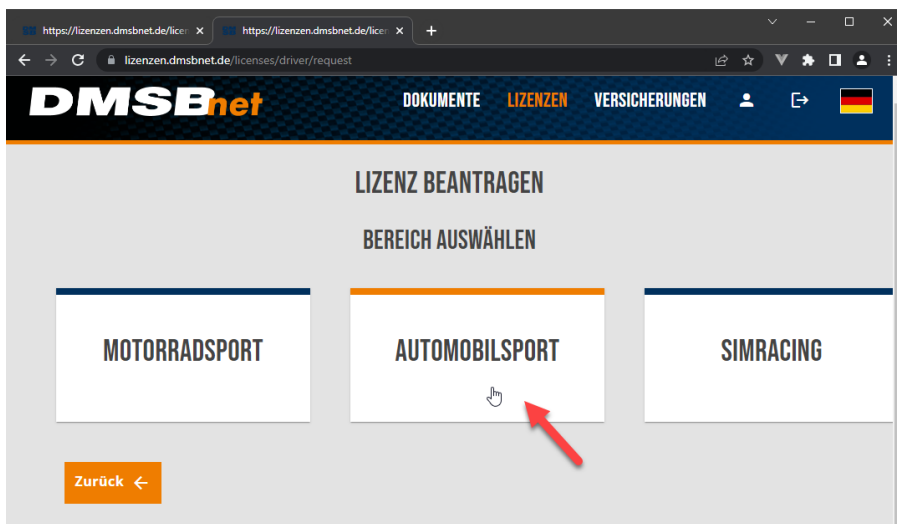 https://lizenzen.dmsbnet.de/licen https://lizenzen.dmsbnet.de/licen
lizenzen.dmsbnet.de/licenses/driver/request
DMSBnet DOKUMENTE LIZENZEN VERSICHERUNGEN
LIZENZ BEANTRAGEN
BEREICH AUSWÄHLEN
MOTORRADSPORT AUTOMOBILSPORT SIMRACING
Zurück